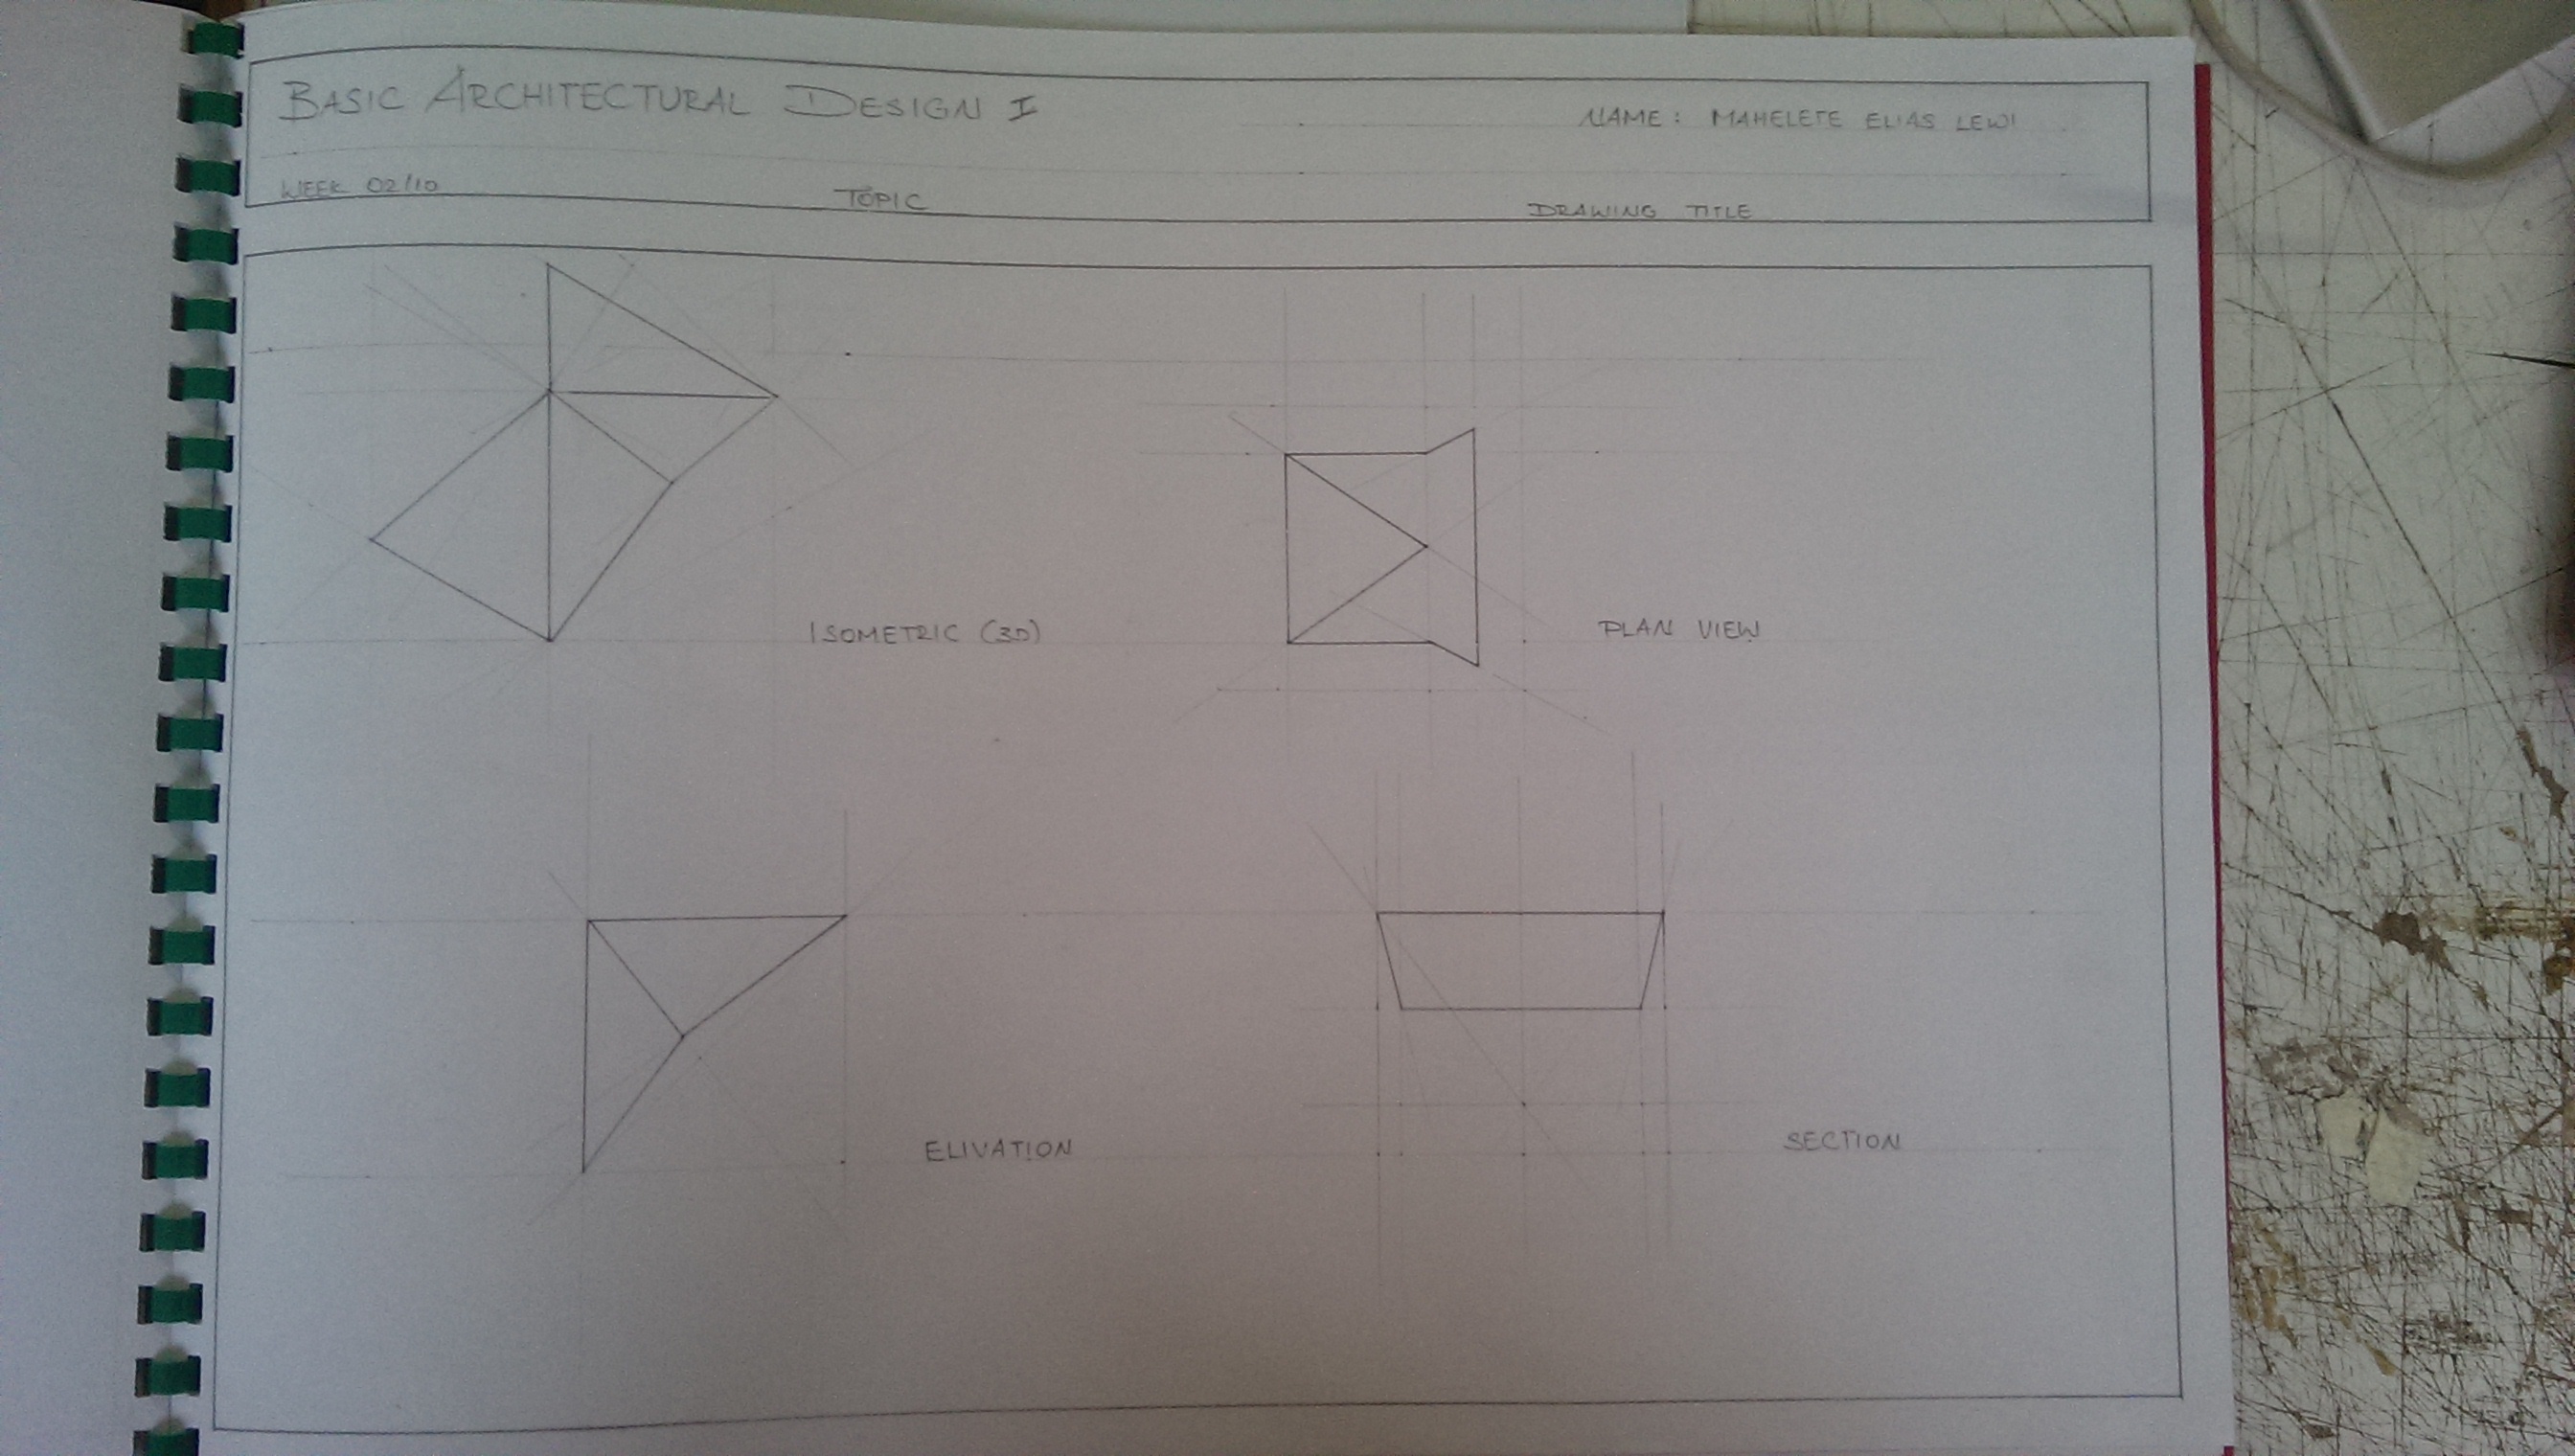 BASIC ARCHITECTURAL DESIGN I
NAME: MAHELETE ELIAS LEWI
WEEK 02/10 TOPIC DRAWING TITLE
ISOMETRIC (3D)
PLAN VIEW
ELIVATION
SECTION